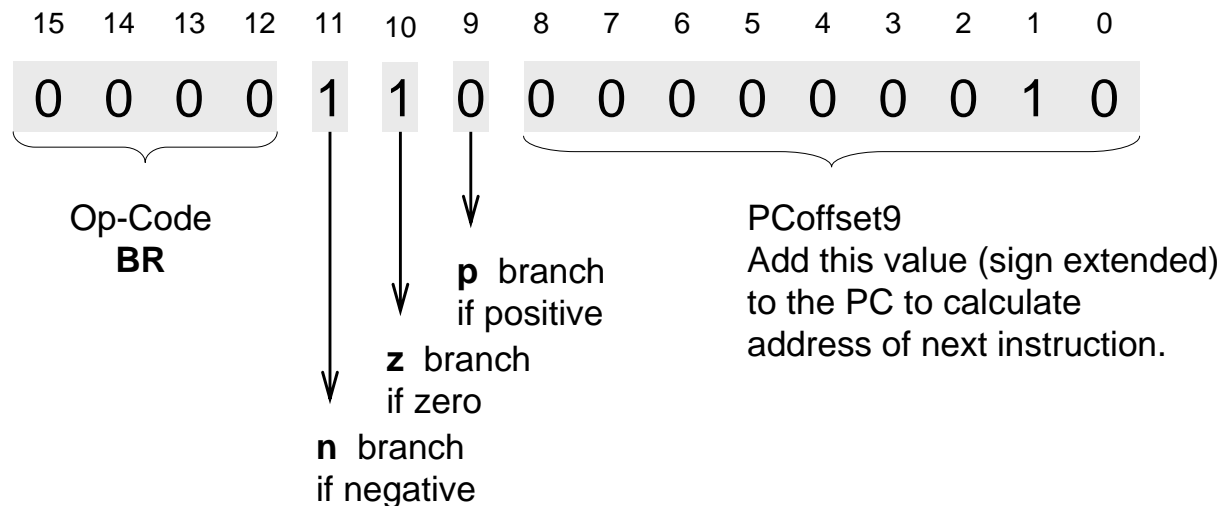 15 14 13 12 11 10 9 8 7 6 5 4 3 2 1 0
0 0 0 0 1 1 0 0 0 0 0 0 0 0 1 0
Op-Code
BR
n branch
if negative
z branch
if zero
p branch
if positive
PCoffset9
Add this value (sign extended)
to the PC to calculate
address of next instruction.